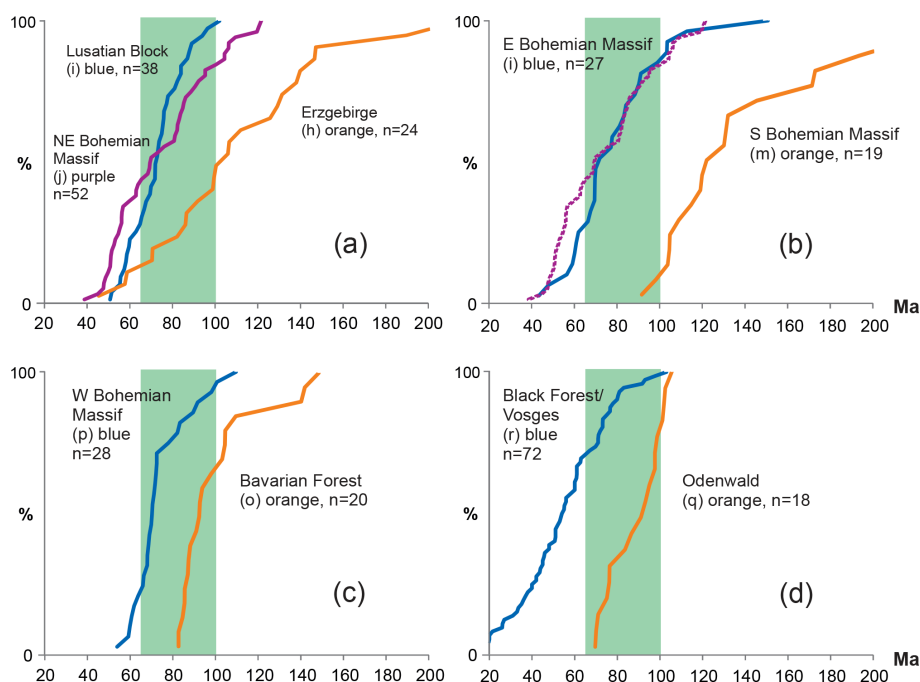 100
Lusatian Block
(i) blue, n=38
Erzgebirge
(h) orange, n=24
NE Bohemian
Massif
(j) purple
n=52
%
(a)
0
20 40 60 80 100 120 140 160 180 200
100
E Bohemian Massif
(i) blue, n=27
S Bohemian Massif
(m) orange, n=19
%
(b)
0
20 40 60 80 100 120 140 160 180 200 Ma
100
W Bohemian
Massif
(p) blue
n=28
Bavarian Forest
(o) orange, n=20
%
(c)
0
20 40 60 80 100 120 140 160 180 200
100
Black Forest/
Vosges
(r) blue
n=72
Odenwald
(q) orange, n=18
%
(d)
0
20 40 60 80 100 120 140 160 180 200 Ma